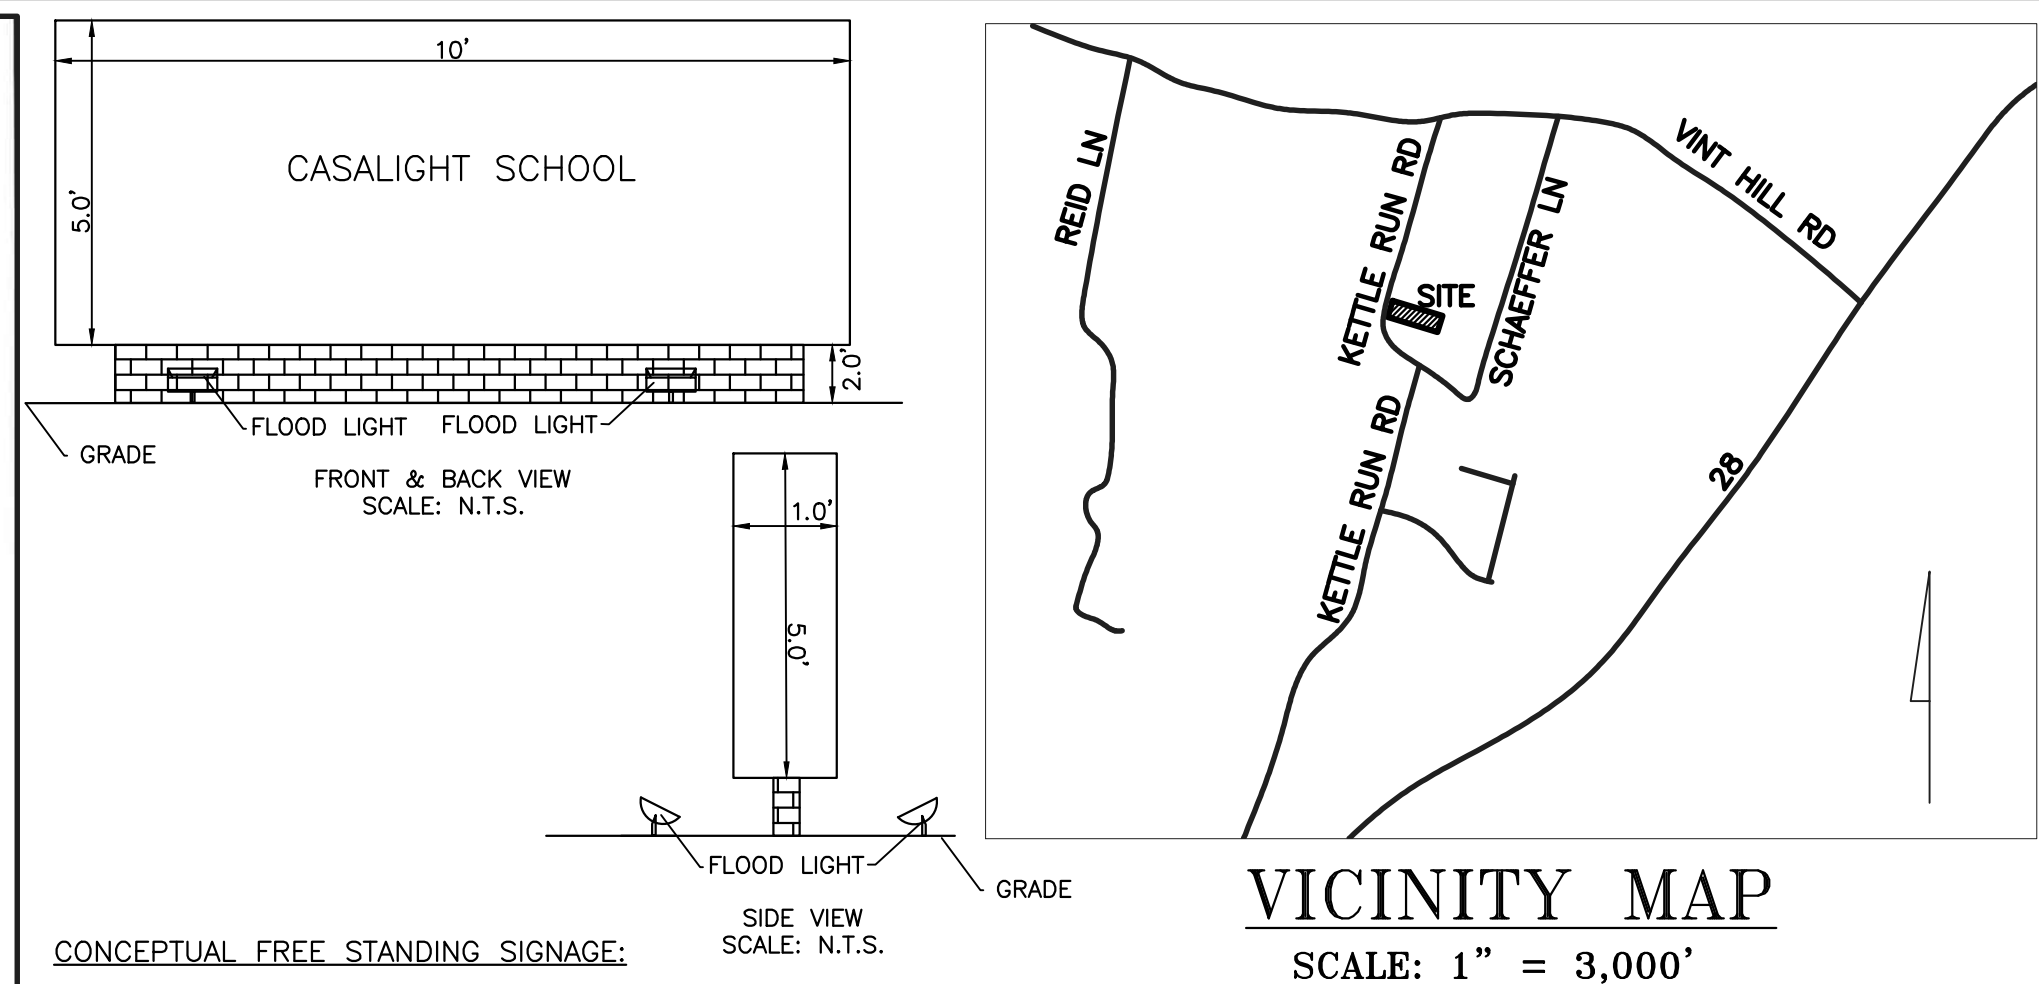 10'
CASALIGHT SCHOOL
5.0'
2.0'
FLOOD LIGHT
FLOOD LIGHT
GRADE
FRONT & BACK VIEW
SCALE: N.T.S.
1.0'
5.0'
FLOOD LIGHT
GRADE
SIDE VIEW
SCALE: N.T.S.
CONCEPTUAL FREE STANDING SIGNAGE:
REID LN
KETTLE RUN RD
SITE
SCHAEFFER LN
VINT HILL RD
KETTLE RUN RD
28
VICINITY MAP
SCALE: 1" = 3,000'